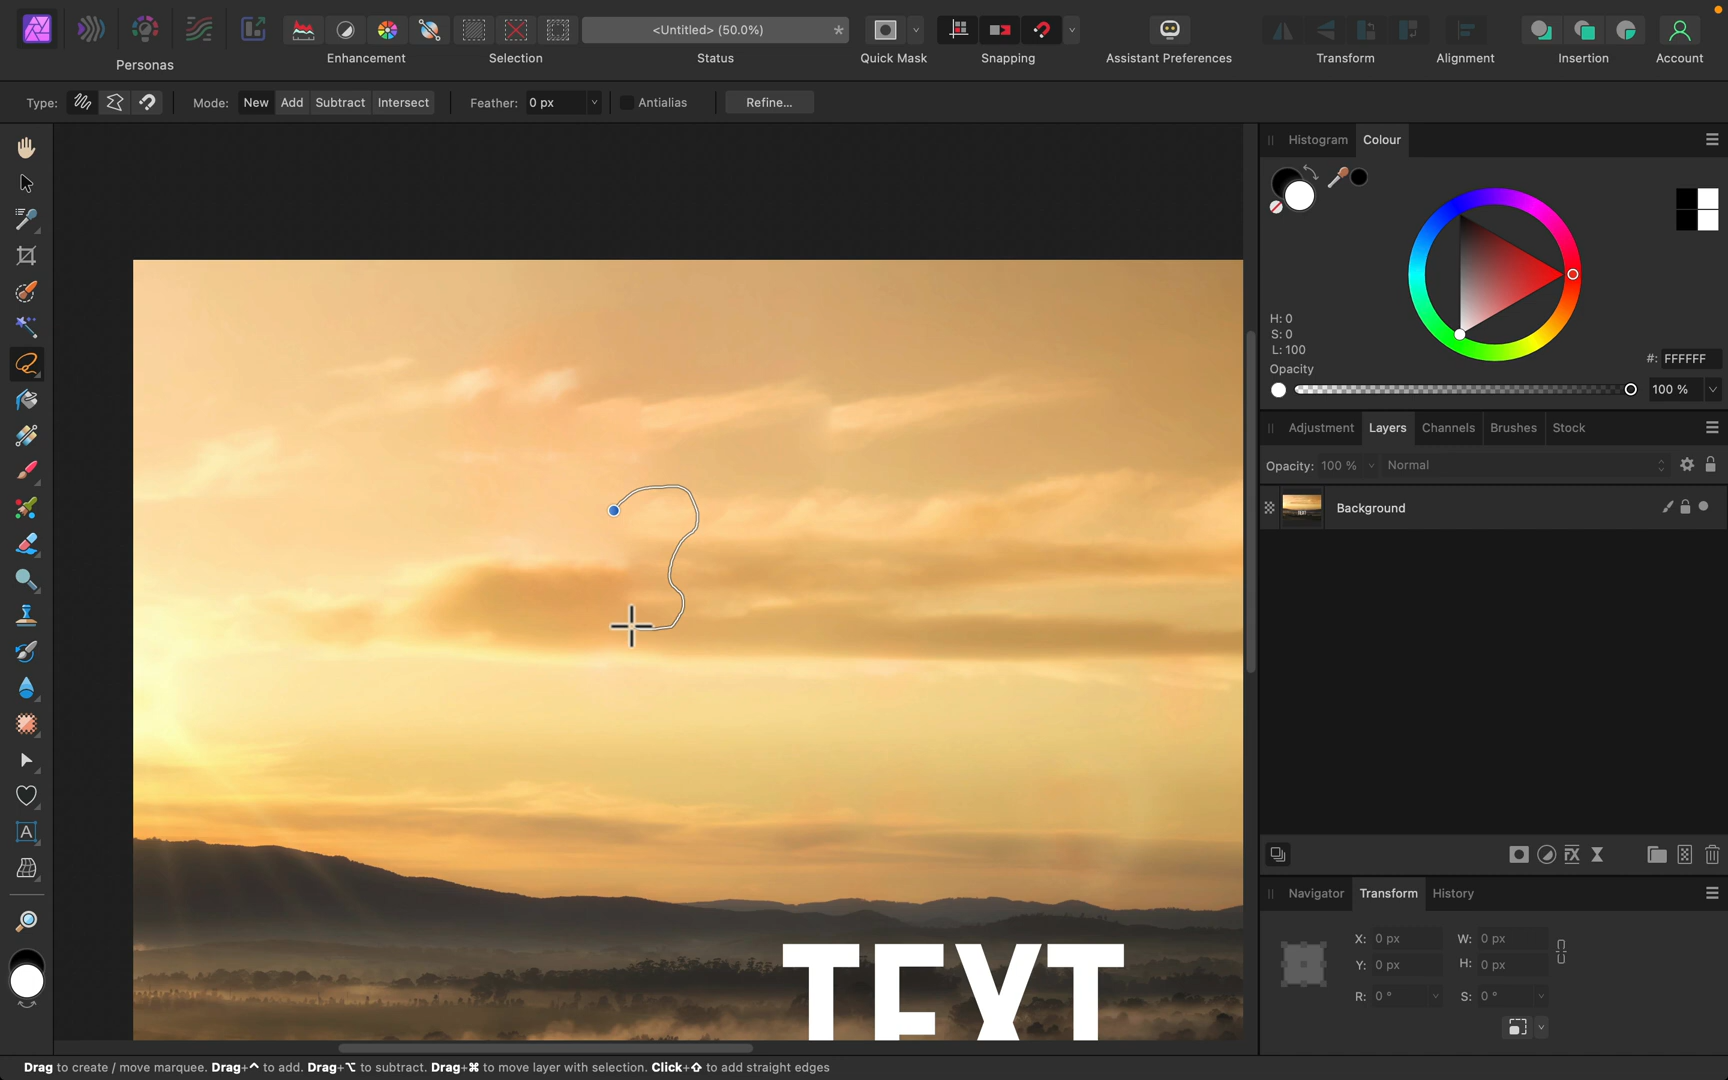 <Untitled> (50.0%)
*
Personas
Enhancement
Selection
Status
Quick Mask
Snapping
Assistant Preferences
Transform
Alignment
Insertion
Account
Type:
Mode:
New
Add
Subtract
Intersect
Feather:
0 px
Antialias
Refine...
Histogram
Colour
H: 0
S: 0
L: 100
#:
FFFFFF
Opacity
100 %
Adjustment
Layers
Channels
Brushes
Stock
Opacity:
100 %
Normal
Background
FX
Navigator
Transform
History
X:
0 px
W:
0 px
Y:
0 px
H:
0 px
R:
0 °
S:
0 °
A
TEXT
Drag to create / move marquee. Drag+⌃ to add. Drag+⌥ to subtract. Drag+⌘ to move layer with selection. Click+⇧ to add straight edges